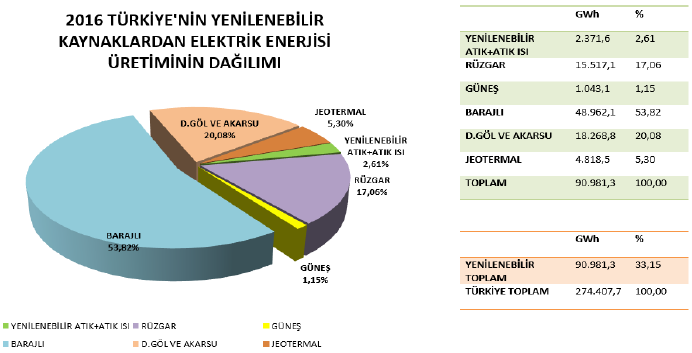 2016 TÜRKİYE'NİN YENİLENEBİLİR
KAYNAKLARDAN ELEKTRİK ENERJİSİ
ÜRETİMİNİN DAĞILIMI
D.GÖL VE AKARSU
20,08%
JEOTERMAL
5,30%
YENİLENEBİLİR
ATIK+ATIK ISI
2,61%
RÜZGAR
17,06%
GÜNEŞ
1,15%
BARAJLI
53,82%
YENİLENEBİLİR ATIK+ATIK ISI RÜZGAR GÜNEŞ
BARAJLI D.GÖL VE AKARSU JEOTERMAL
GWh %
YENİLENEBİLİR
ATIK+ATIK ISI 2.371,6 2,61
RÜZGAR 15.517,1 17,06
GÜNEŞ 1.043,1 1,15
BARAJLI 48.962,1 53,82
D.GÖL VE AKARSU 18.268,8 20,08
JEOTERMAL 4.818,5 5,30
TOPLAM 90.981,3 100,00
GWh %
YENİLENEBİLİR
TOPLAM 90.981,3 33,15
TÜRKİYE TOPLAM 274.407,7 100,00